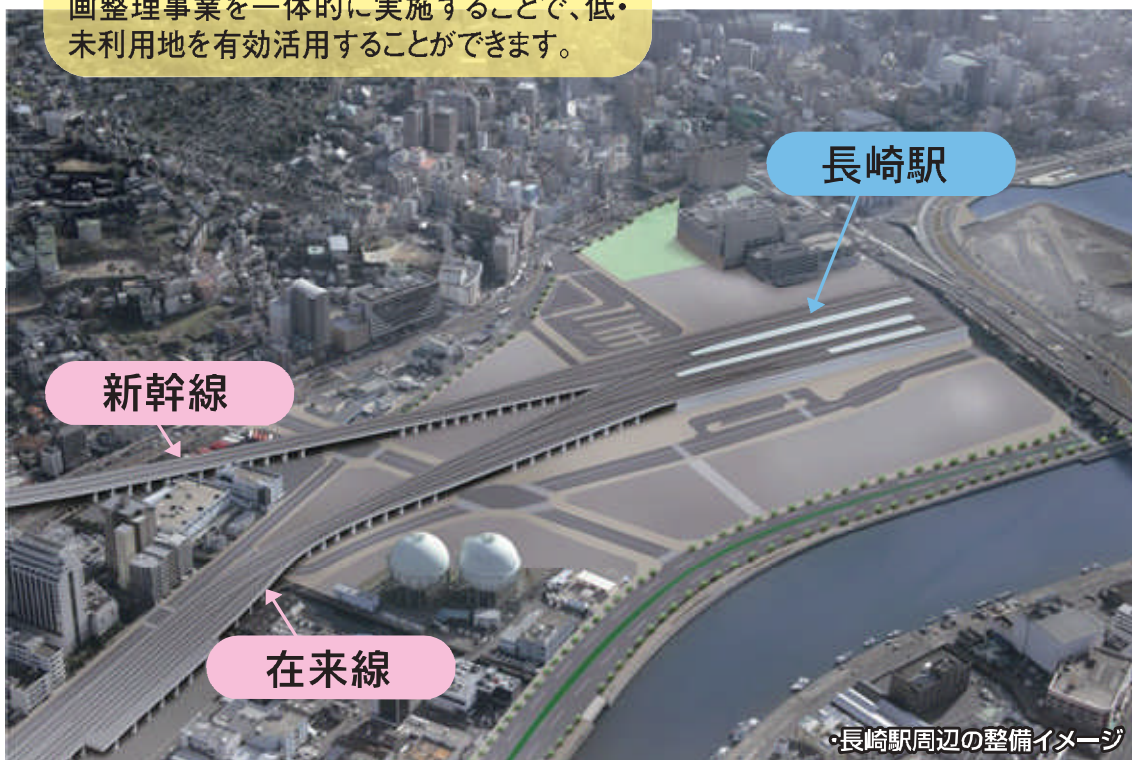 画整理事業を一体的に実施することで、低・
未利用地を有効活用することができます。
長崎駅
新幹線
在来線
・長崎駅周辺の整備イメージ